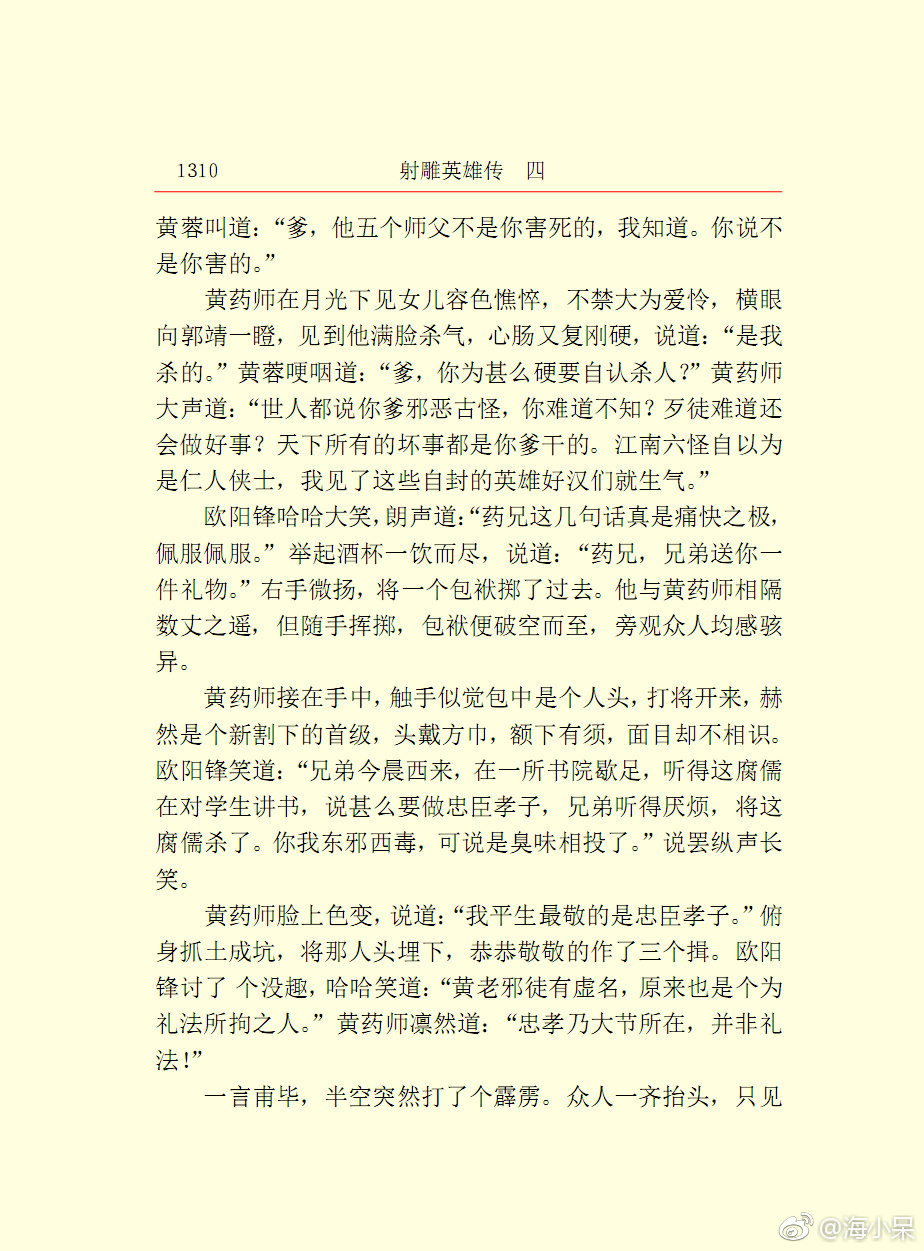 1310 射雕英雄传 四
黄蓉叫道：“爹，他五个师父不是你害死的，我知道。你说不
是你害的。”
黄药师在月光下见女儿容色憔悴，不禁大为爱怜，横眼
向郭靖一瞪，见到他满脸杀气，心肠又复刚硬，说道：“是我
杀的。”黄蓉哽咽道：“爹，你为甚么硬要自认杀人？”黄药师
大声道：“世人都说你爹邪恶古怪，你难道不知？歹徒难道还
会做好事？天下所有的坏事都是你爹干的。江南六怪自以为
是仁人侠士，我见了这些自封的英雄好汉们就生气。”
欧阳锋哈哈大笑，朗声道：“药兄这几句话真是痛快之极，
佩服佩服。”举起酒杯一饮而尽，说道：“药兄，兄弟送你一
件礼物。”右手微扬，将一个包袱掷了过去。他与黄药师相隔
数丈之遥，但随手挥掷，包袱便破空而至，旁观众人均感骇
异。
黄药师接在手中，触手似觉包中是个人头，打将开来，赫
然是个新割下的首级，头戴方巾，额下有须，面目却不相识。
欧阳锋笑道：“兄弟今晨西来，在一所书院歇足，听得这腐儒
在对学生讲书，说甚么要做忠臣孝子，兄弟听得厌烦，将这
腐儒杀了。你我东邪西毒，可说是臭味相投了。”说罢纵声长
笑。
黄药师脸上色变，说道：“我平生最敬的是忠臣孝子。”俯
身抓土成坑，将那人头埋下，恭恭敬敬的作了三个揖。欧阳
锋讨了 个没趣，哈哈笑道：“黄老邪徒有虚名，原来也是个为
礼法所拘之人。”黄药师凛然道：“忠孝乃大节所在，并非礼
法！”
一言甫毕，半空突然打了个霹雳。众人一齐抬头，只见
@海小呆